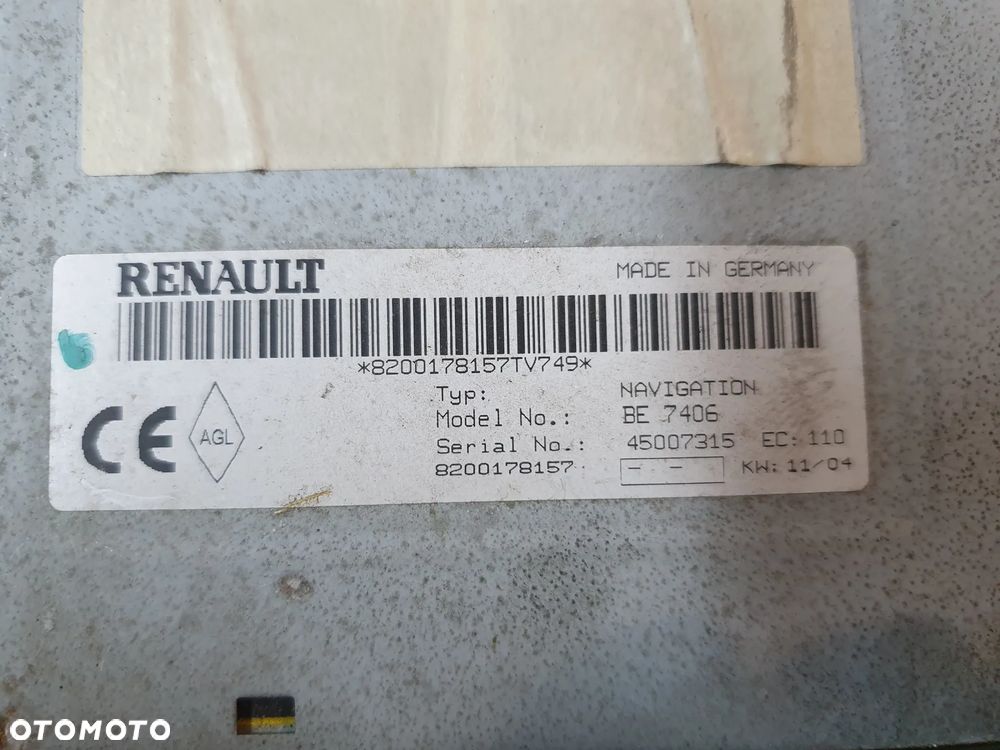 RENAULT MADE IN GERMANY
*8200178157TV749*
Typ: NAVIGATION
Model No.: BE 7406
Serial No.: 45007315 EC: 110
8200178157 - - KW: 11/04
CE AGL
OTOMOTO